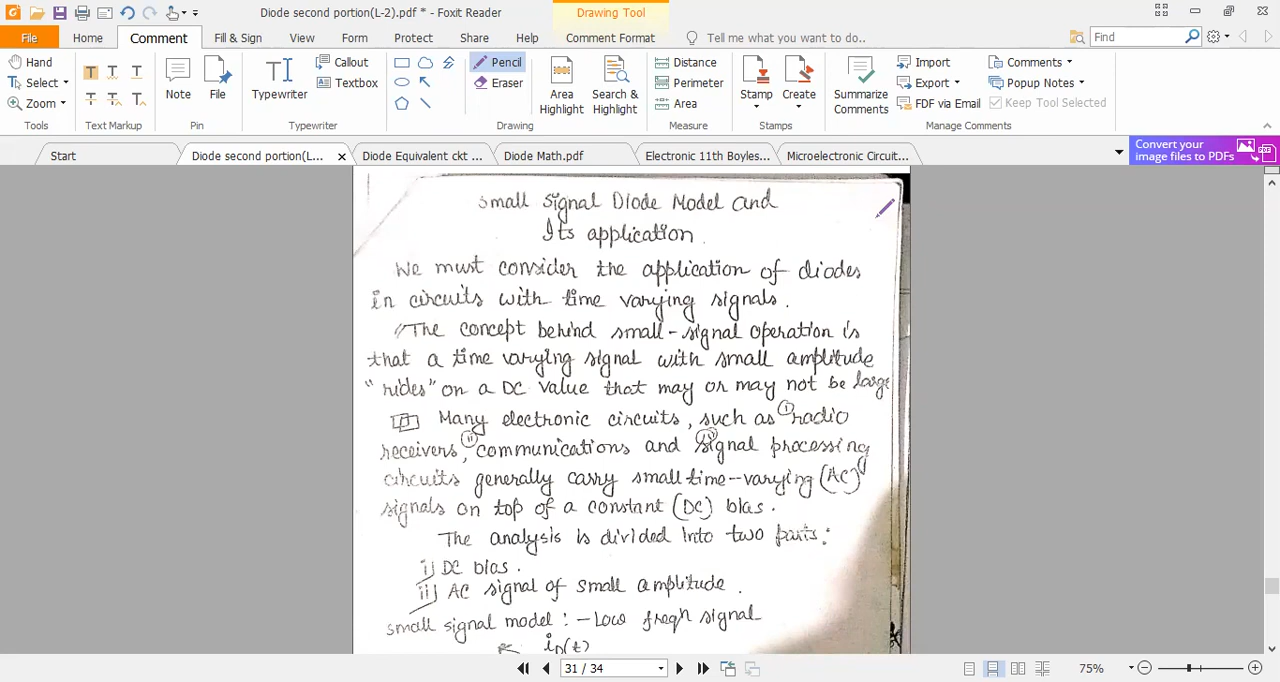 Diode second portion(L-2).pdf * - Foxit Reader
Drawing Tool
File Home Comment Fill & Sign View Form Protect Share Help Comment Format Tell me what you want to do.. Find
Hand
Select
Zoom
Tools
Text Markup
Note
File
Pin
Typewriter
Callout
Textbox
Typewriter
Pencil
Eraser
Area Highlight
Search & Highlight
Drawing
Distance
Perimeter
Area
Measure
Stamp
Create
Stamps
Summarize Comments
Import
Export
FDF via Email
Comments
Popup Notes
Keep Tool Selected
Manage Comments
Start Diode second portion(L-... Diode Equivalent ckt ... Diode Math.pdf Electronic 11th Boyles... Microelectronic Circuit...
Convert your
image files to PDFs
Small Signal Diode Model and
Its application
We must consider the application of diodes
in circuits with time varying signals.
"The concept behind small-signal operation is
that a time varying signal with small amplitude
"rides" on a DC value that may or may not be large
Many electronic circuits, such as (i) radio
receivers, (ii) communications and signal processing
circuits generally carry small time-varying (AC)
signals on top of a constant (DC) bias.
The analysis is divided into two parts:
i) DC bias.
ii) AC signal of small amplitude.
small signal model: - Low freqn signal
iD(t)
31 / 34
75%